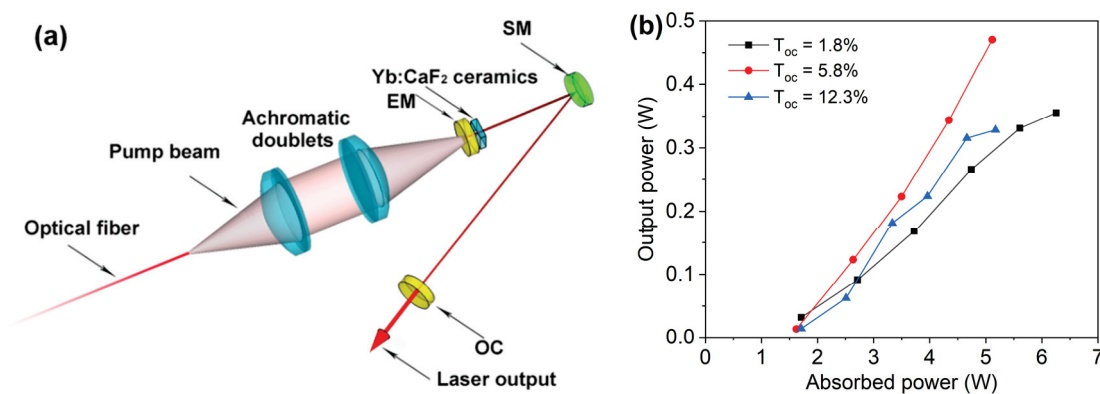 (a)
SM
Yb:CaF₂ ceramics
EM
Achromatic
doublets
Pump beam
Optical fiber
OC
Laser output
(b)
0.5
0.4
0.3
0.2
0.1
0.0
Output power (W)
T_oc = 1.8%
T_oc = 5.8%
T_oc = 12.3%
0 1 2 3 4 5 6 7
Absorbed power (W)